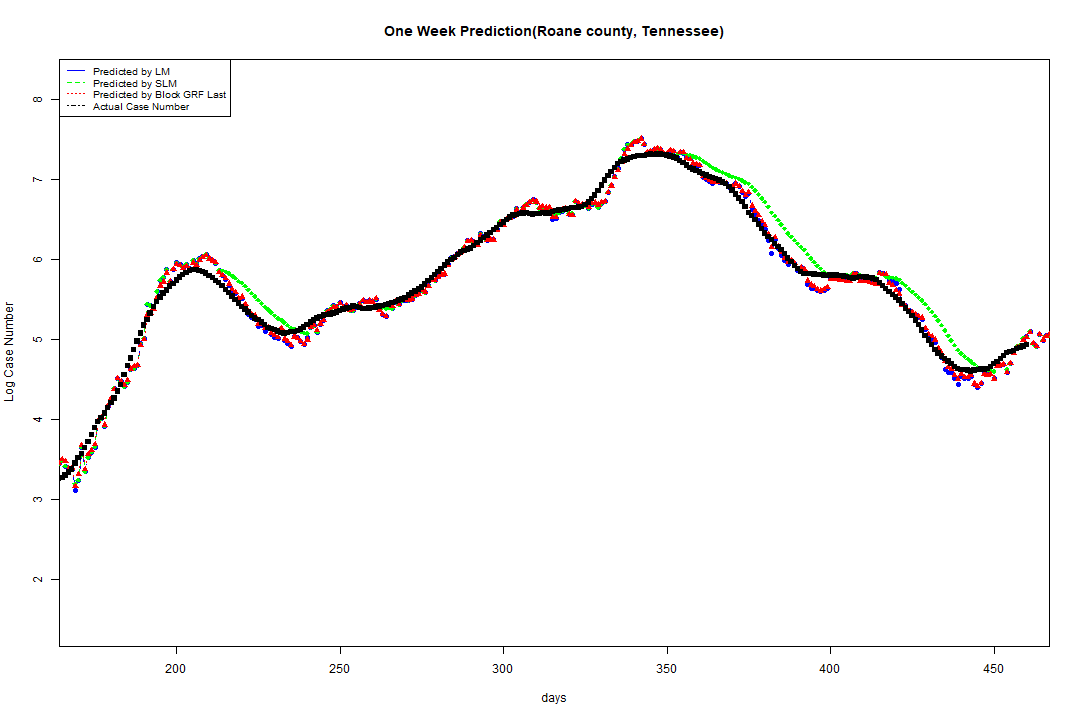 One Week Prediction(Roane county, Tennessee)
Predicted by LM
Predicted by SLM
Predicted by Block GRF Last
Actual Case Number
8
7
6
5
4
3
2
Log Case Number
200 250 300 350 400 450
days